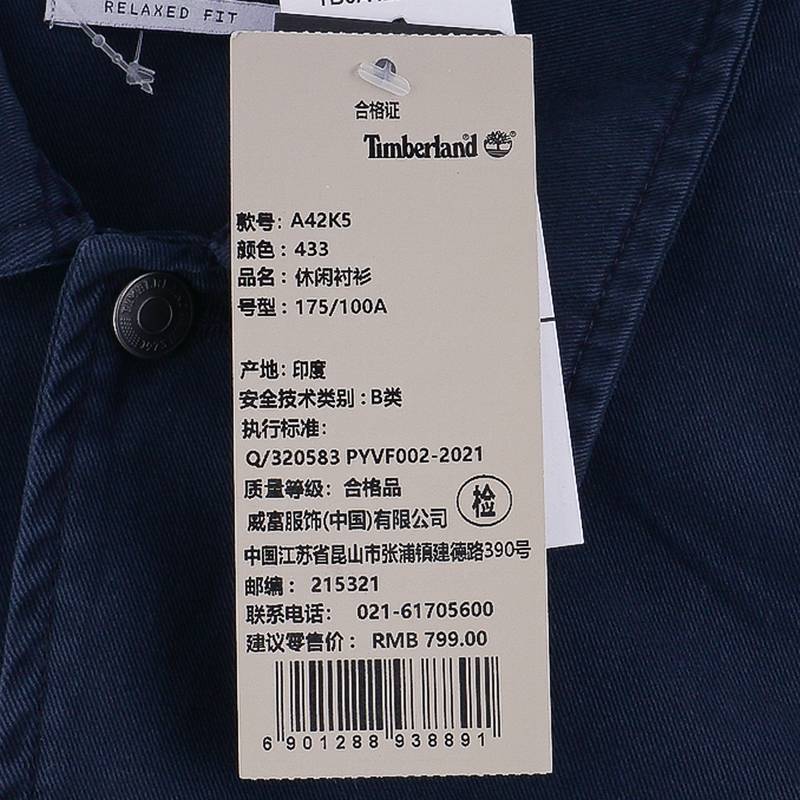 RELAXED FIT
合格证
Timberland
款号: A42K5
颜色: 433
品名: 休闲衬衫
号型: 175/100A
产地: 印度
安全技术类别: B类
执行标准:
Q/320583 PYVF002-2021
质量等级: 合格品
检
威富服饰(中国)有限公司
中国江苏省昆山市张浦镇建德路390号
邮编: 215321
联系电话: 021-61705600
建议零售价: RMB 799.00
6 901288 938891